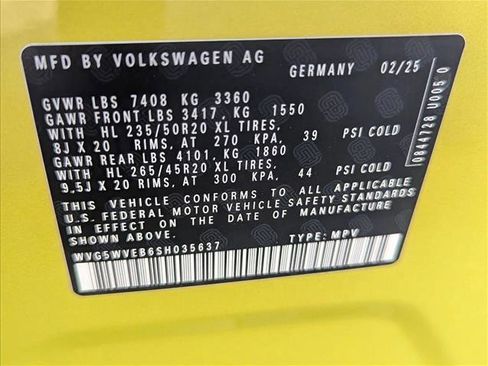 MFD BY VOLKSWAGEN AG
GERMANY 02/25
GVWR LBS 7408 KG 3360
GAWR FRONT LBS 3417, KG 1550
WITH HL 235/50R20 XL TIRES,
8J X 20 RIMS, AT 270 KPA, 39 PSI COLD
GAWR REAR LBS 4101, KG 1860
WITH HL 265/45R20 XL TIRES,
9.5J X 20 RIMS, AT 300 KPA, 44 PSI COLD
THIS VEHICLE CONFORMS TO ALL APPLICABLE
U.S. FEDERAL MOTOR VEHICLE SAFETY STANDARDS
IN EFFECT ON THE DATE OF MANUFACTURE
SHOWN ABOVE.
WVG5WVEB6SH035637 TYPE: MPV